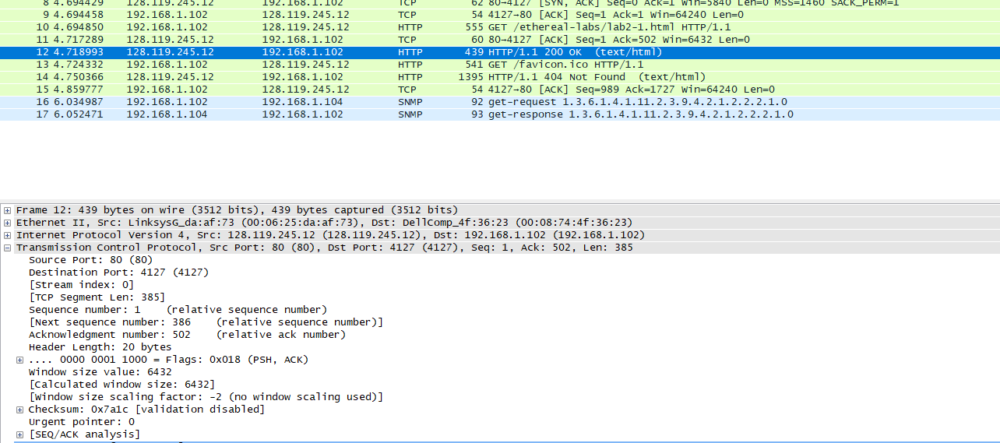 8 4.694429 128.119.245.12 192.168.1.102 TCP 62 80→4127 [SYN, ACK] Seq=0 Ack=1 Win=5840 Len=0 MSS=1460 SACK_PERM=1
9 4.694458 192.168.1.102 128.119.245.12 TCP 54 4127→80 [ACK] Seq=1 Ack=1 Win=64240 Len=0
10 4.694850 192.168.1.102 128.119.245.12 HTTP 555 GET /ethereal-labs/lab2-1.html HTTP/1.1
11 4.717289 128.119.245.12 192.168.1.102 TCP 60 80→4127 [ACK] Seq=1 Ack=502 Win=6432 Len=0
12 4.718993 128.119.245.12 192.168.1.102 HTTP 439 HTTP/1.1 200 OK (text/html)
13 4.724332 192.168.1.102 128.119.245.12 HTTP 541 GET /favicon.ico HTTP/1.1
14 4.750366 128.119.245.12 192.168.1.102 HTTP 1395 HTTP/1.1 404 Not Found (text/html)
15 4.859777 192.168.1.102 128.119.245.12 TCP 54 4127→80 [ACK] Seq=989 Ack=1727 Win=64240 Len=0
16 6.034987 192.168.1.102 192.168.1.104 SNMP 92 get-request 1.3.6.1.4.1.11.2.3.9.4.2.1.2.2.2.1.0
17 6.052471 192.168.1.104 192.168.1.102 SNMP 93 get-response 1.3.6.1.4.1.11.2.3.9.4.2.1.2.2.2.1.0
Frame 12: 439 bytes on wire (3512 bits), 439 bytes captured (3512 bits)
Ethernet II, Src: LinksysG_da:af:73 (00:06:25:da:af:73), Dst: DellComp_4f:36:23 (00:08:74:4f:36:23)
Internet Protocol Version 4, Src: 128.119.245.12 (128.119.245.12), Dst: 192.168.1.102 (192.168.1.102)
Transmission Control Protocol, Src Port: 80 (80), Dst Port: 4127 (4127), Seq: 1, Ack: 502, Len: 385
Source Port: 80 (80)
Destination Port: 4127 (4127)
[Stream index: 0]
[TCP Segment Len: 385]
Sequence number: 1 (relative sequence number)
[Next sequence number: 386 (relative sequence number)]
Acknowledgment number: 502 (relative ack number)
Header Length: 20 bytes
.... 0000 0001 1000 = Flags: 0x018 (PSH, ACK)
Window size value: 6432
[Calculated window size: 6432]
[Window size scaling factor: -2 (no window scaling used)]
Checksum: 0x7a1c [validation disabled]
Urgent pointer: 0
[SEQ/ACK analysis]